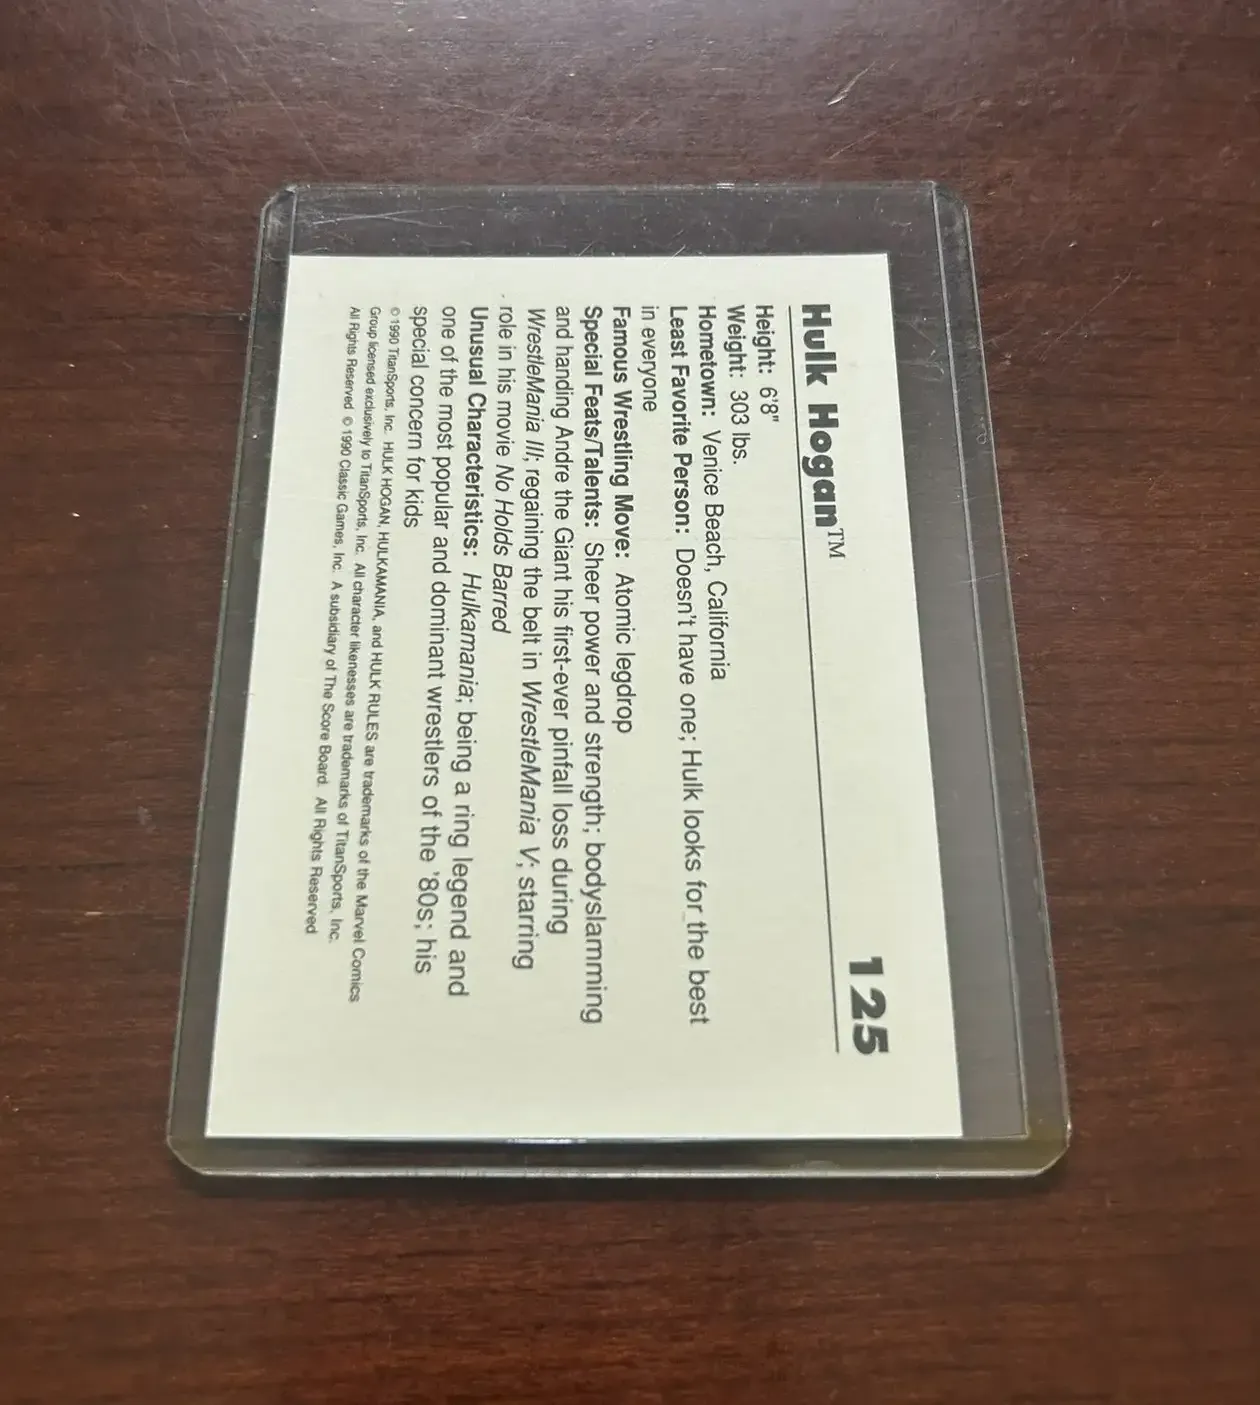 Hulk Hogan™ 125
Height: 6'8"
Weight: 303 lbs.
Hometown: Venice Beach, California
Least Favorite Person: Doesn't have one; Hulk looks for the best
in everyone
Famous Wrestling Move: Atomic legdrop
Special Feats/Talents: Sheer power and strength; bodyslamming
and handing Andre the Giant his first-ever pinfall loss during
WrestleMania III; regaining the belt in WrestleMania V; starring
role in his movie No Holds Barred
Unusual Characteristics: Hulkamania; being a ring legend and
one of the most popular and dominant wrestlers of the '80s; his
special concern for kids
© 1990 TitanSports, Inc. HULK HOGAN, HULKAMANIA, and HULK RULES are trademarks of the Marvel Comics
Group licensed exclusively to TitanSports, Inc. All character likenesses are trademarks of TitanSports, Inc.
All Rights Reserved © 1990 Classic Games, Inc. A subsidiary of The Score Board. All Rights Reserved